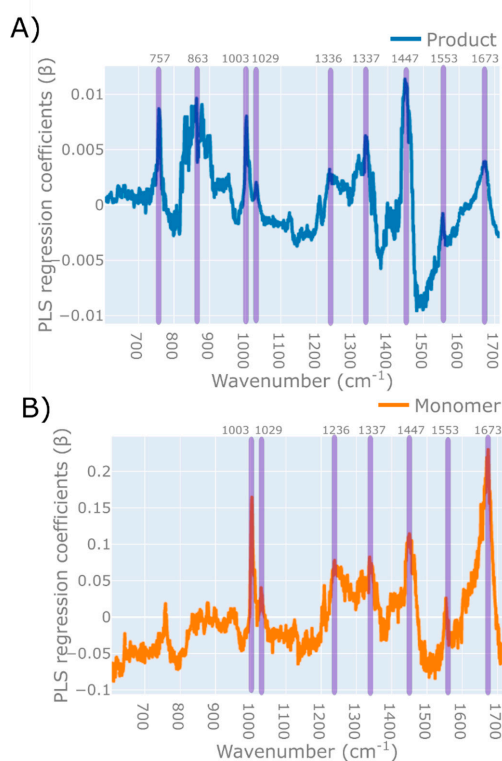 A)
Product
757 863 1003 1029 1336 1337 1447 1553 1673
PLS regression coefficients (β)
0.01
0.005
0
−0.005
−0.01
700 800 900 1000 1100 1200 1300 1400 1500 1600 1700
Wavenumber (cm⁻¹)
B)
Monomer
1003 1029 1236 1337 1447 1553 1673
PLS regression coefficients (β)
0.2
0.15
0.1
0.05
0
−0.05
−0.1
700 800 900 1000 1100 1200 1300 1400 1500 1600 1700
Wavenumber (cm⁻¹)